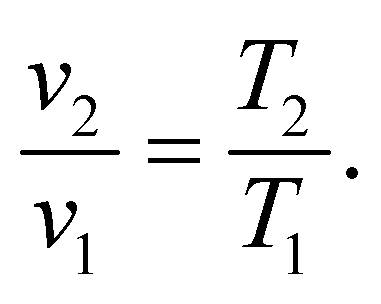 v₂/v₁ = T₂/T₁.